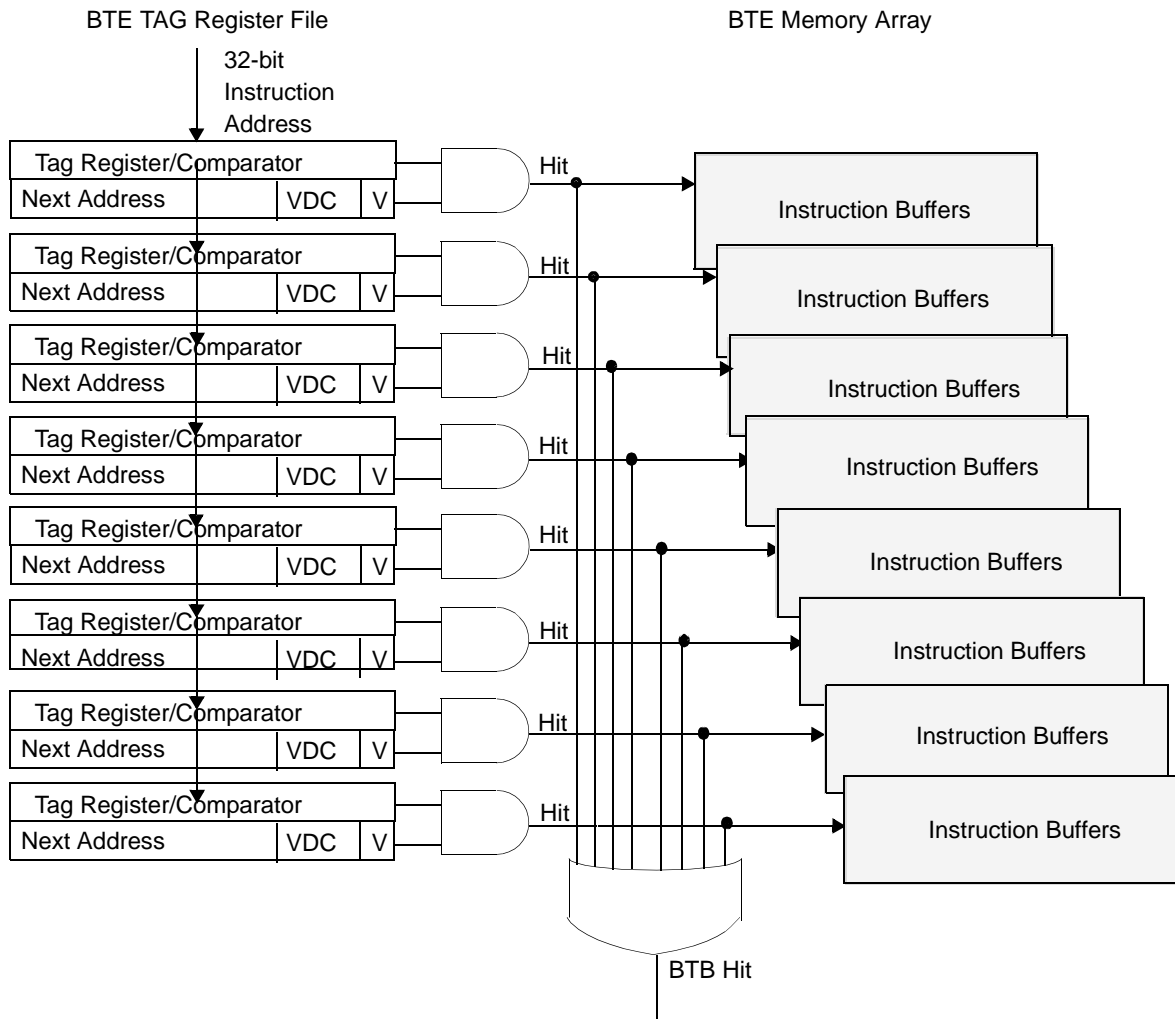 BTE TAG Register File
BTE Memory Array
32-bit
Instruction
Address
Tag Register/Comparator
Next Address VDC V
Hit
Instruction Buffers
Tag Register/Comparator
Next Address VDC V
Hit
Instruction Buffers
Tag Register/Comparator
Next Address VDC V
Hit
Instruction Buffers
Tag Register/Comparator
Next Address VDC V
Hit
Instruction Buffers
Tag Register/Comparator
Next Address VDC V
Hit
Instruction Buffers
Tag Register/Comparator
Next Address VDC V
Hit
Instruction Buffers
Tag Register/Comparator
Next Address VDC V
Hit
Instruction Buffers
Tag Register/Comparator
Next Address VDC V
Hit
Instruction Buffers
BTB Hit